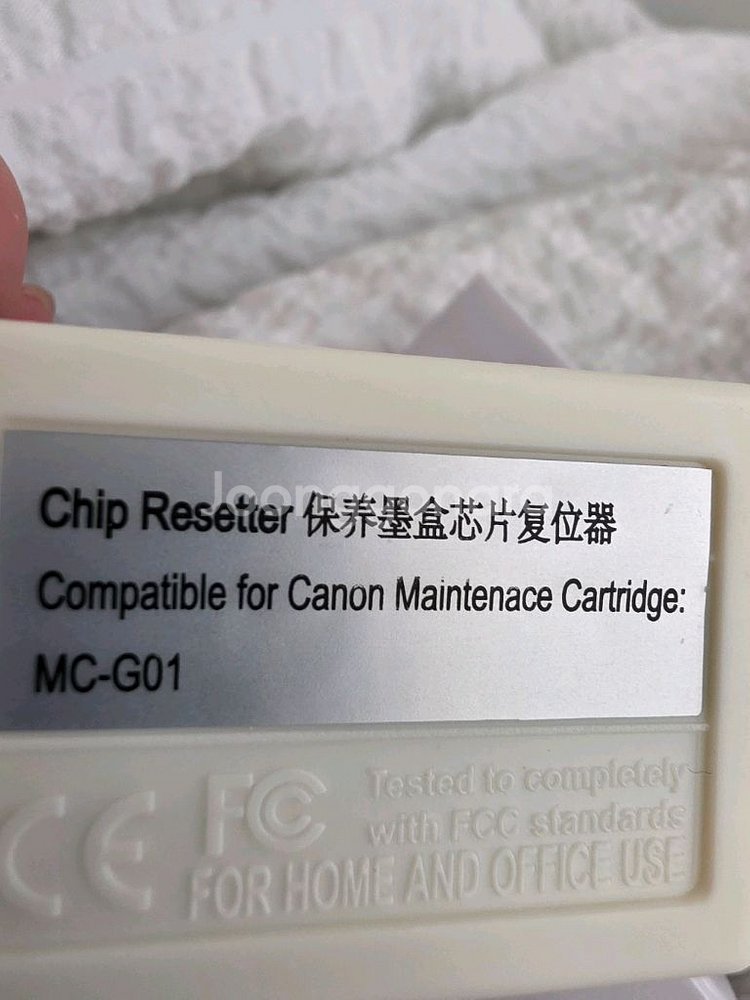 Chip Resetter 保养墨盒芯片复位器
Compatible for Canon Maintenace Cartridge:
MC-G01
CE FC Tested to completely
with FCC standards
FOR HOME AND OFFICE USE